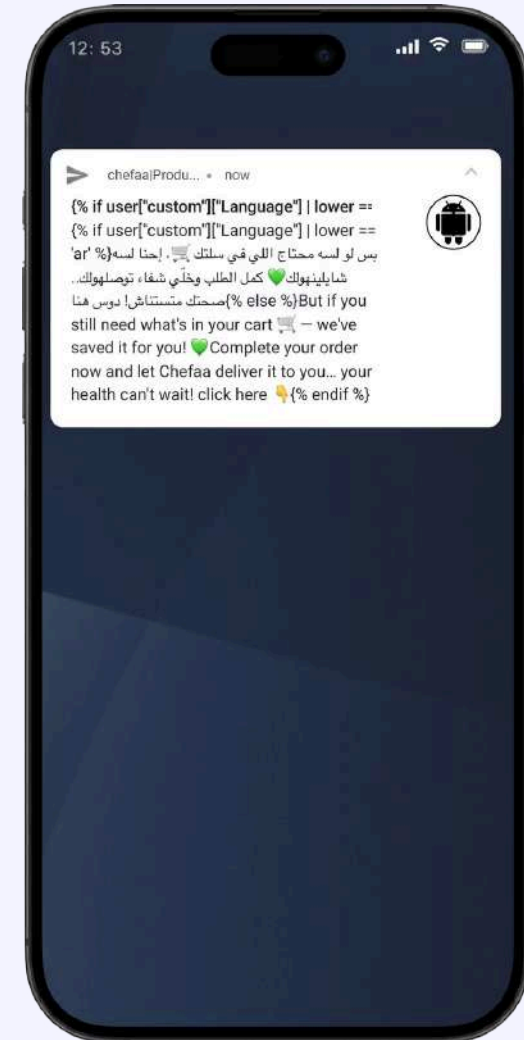 12: 53
chefaa|Produ... • now
{% if user["custom"]["Language"] | lower ==
{% if user["custom"]["Language"] | lower ==
'ar' %}بس لو لسه محتاج اللي في سلتك 🛒، إحنا لسه
شايلينهولك💚 كمل الطلب وخلّي شفاء توصلهولك..
صحتك متستناش! دوس هنا{% else %}But if you
still need what's in your cart 🛒 — we've
saved it for you! 💚Complete your order
now and let Chefaa deliver it to you... your
health can't wait! click here 👇{% endif %}